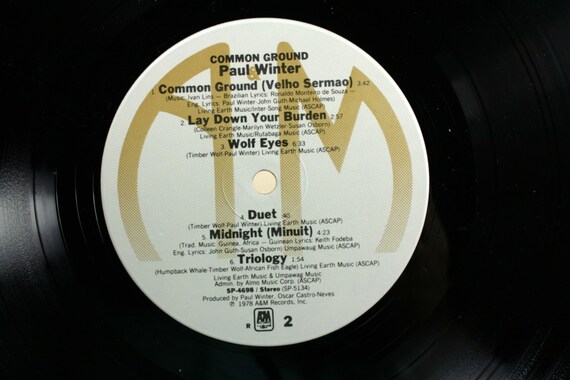 COMMON GROUND
Paul Winter
1. Common Ground (Velho Sermao) 3:42
(Music: Ivan Lins — Brazilian Lyrics: Ronaldo Monteiro de Souza —
Eng. Lyrics: Paul Winter-John Guth-Michael Holmes)
Living Earth Music/Inter-Song Music (ASCAP)
2. Lay Down Your Burden 2:57
(Colleen Crangle-Marilyn Wetzler-Susan Osborn)
Living Earth Music/Rutabaga Music (ASCAP)
3. Wolf Eyes 6:33
(Timber Wolf-Paul Winter) Living Earth Music (ASCAP)
4. Duet :40
(Timber Wolf-Paul Winter) Living Earth Music (ASCAP)
5. Midnight (Minuit) 4:23
(Trad. Music: Guinea, Africa — Guinean Lyrics: Keith Fodeba
Eng. Lyrics: John Guth-Susan Osborn) Umpawaug Music (ASCAP)
6. Triology 1:54
(Humpback Whale-Timber Wolf-African Fish Eagle) Living Earth Music (ASCAP)
Living Earth Music & Umpawaug Music
Admin. by Almo Music Corp. (ASCAP)
SP-4698 / Stereo (SP-5134)
Produced by Paul Winter, Oscar Castro-Neves
℗ 1978 A&M Records, Inc.
R A&M 2